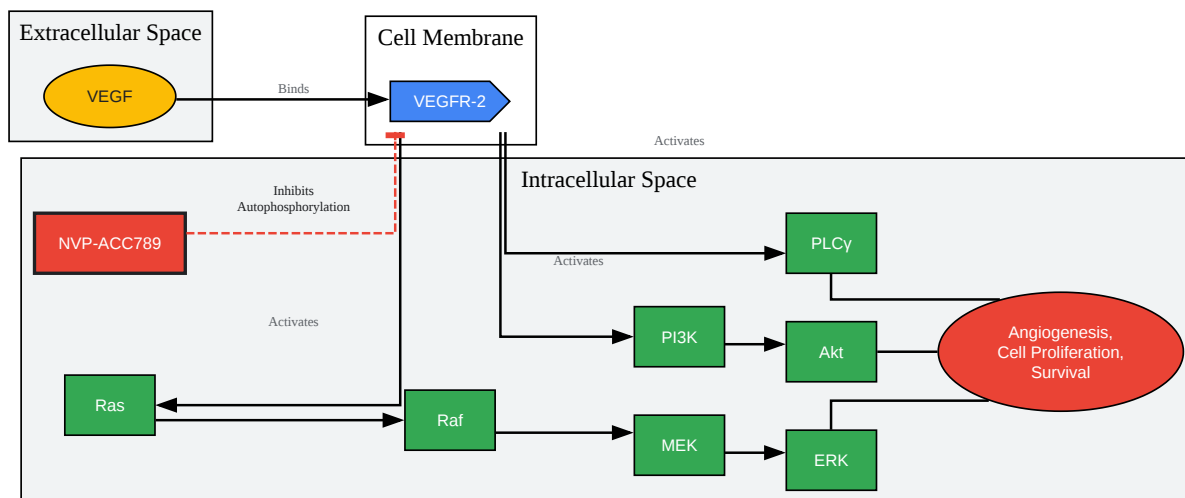 Extracellular Space
Cell Membrane
VEGF
Binds
VEGFR-2
Activates
Intracellular Space
Inhibits
Autophosphorylation
NVP-ACC789
PLCγ
Activates
Activates
PI3K
Akt
Angiogenesis,
Cell Proliferation,
Survival
Ras
Raf
MEK
ERK